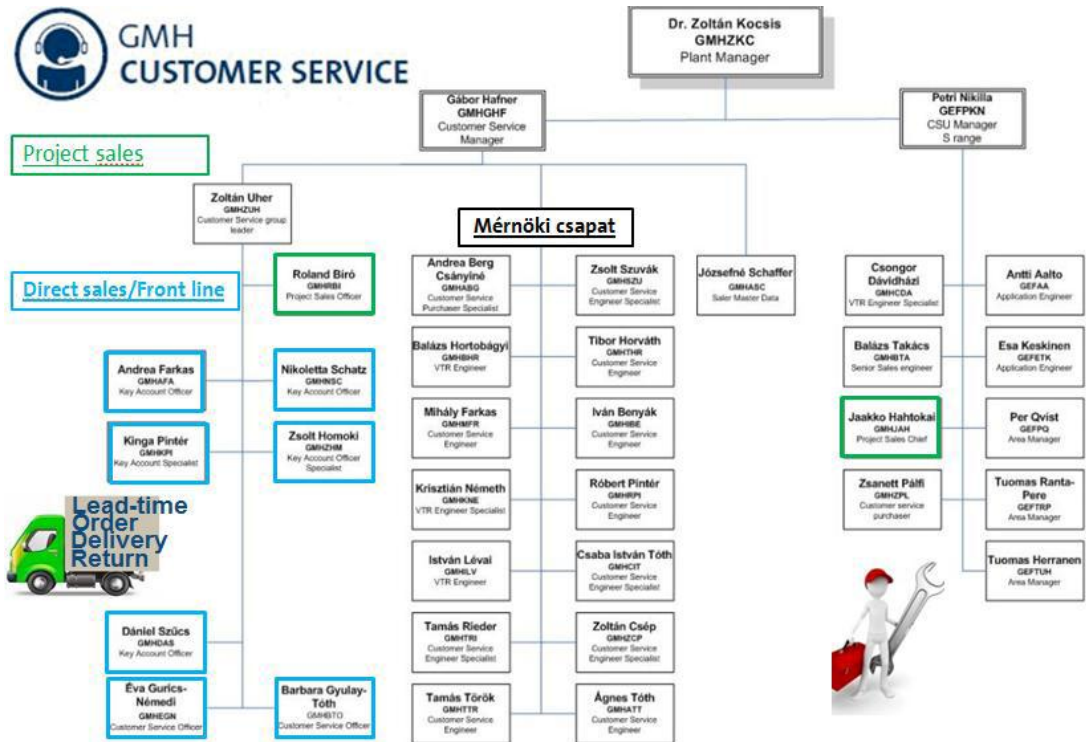 GMH
CUSTOMER SERVICE
Dr. Zoltán Kocsis
GMHZKC
Plant Manager
Gábor Hafner
GMHGHF
Customer Service
Manager
Petri Nikilla
GEFPKN
CSU Manager
S range
Project sales
Zoltán Uher
GMHZUH
Customer Service group
leader
Mérnöki csapat
Direct sales/Front line
Roland Bíró
GMHRBI
Project Sales Officer
Andrea Farkas
GMHAFA
Key Account Officer
Nikoletta Schatz
GMHNSC
Key Account Officer
Kinga Pintér
GMHKPI
Key Account Specialist
Zsolt Homoki
GMHZHM
Key Account Officer
Specialist
Lead-time
Order
Delivery
Return
Dániel Szűcs
GMHDAS
Key Account Officer
Éva Gurics-
Némedi
GMHEGN
Customer Service Officer
Barbara Gyulay-
Tóth
GMHBTO
Customer Service Officer
Andrea Berg
Csányiné
GMHABG
Customer Service
Purchaser Specialist
Zsolt Szuvák
GMHSZU
Customer Service
Engineer Specialist
Balázs Hortobágyi
GMHBHR
VTR Engineer
Tibor Horváth
GMHTHR
Customer Service
Engineer
Mihály Farkas
GMHMFR
Customer Service
Engineer
Iván Benyák
GMHIBE
Customer Service
Engineer
Krisztián Németh
GMHKNE
VTR Engineer Specialist
Róbert Pintér
GMHRPI
Customer Service
Engineer
István Lévai
GMHILV
VTR Engineer
Csaba István Tóth
GMHCIT
Customer Service
Engineer Specialist
Tamás Rieder
GMHTRI
Customer Service
Engineer Specialist
Zoltán Csép
GMHZCP
Customer Service
Engineer Specialist
Tamás Török
GMHTTR
Customer Service
Engineer
Ágnes Tóth
GMHATT
Customer Service
Engineer
Józsefné Schaffer
GMHASC
Saler Master Data
Csongor
Dávidházi
GMHCDA
VTR Engineer Specialist
Antti Aalto
GEFAA
Application Engineer
Balázs Takács
GMHBTA
Senior Sales engineer
Esa Keskinen
GEFETK
Application Engineer
Jaakko Hahtokai
GMHJAH
Project Sales Chief
Per Qvist
GEFPQ
Area Manager
Zsanett Pálfi
GMHZPL
Customer service
purchaser
Tuomas Ranta-
Pere
GEFTRP
Area Manager
Tuomas Herranen
GEFTUH
Area Manager